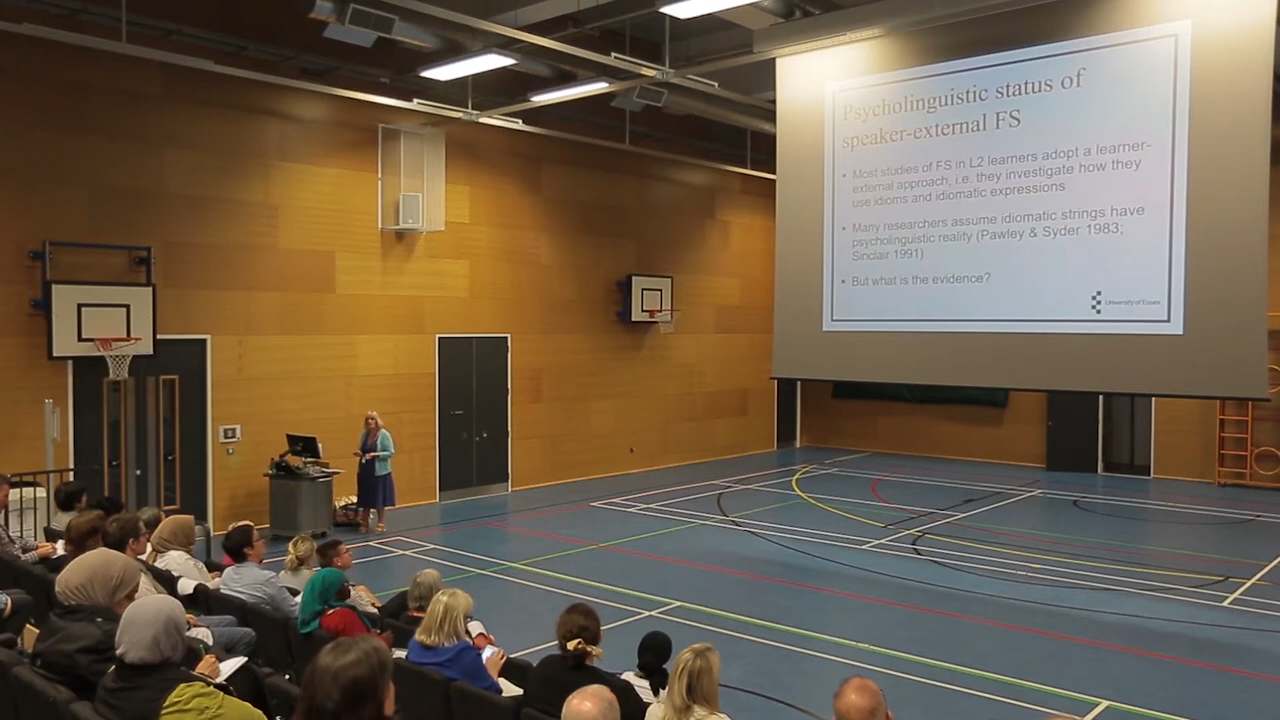 Psycholinguistic status of
speaker-external FS
• Most studies of FS in L2 learners adopt a learner-
external approach, i.e. they investigate how they
use idioms and idiomatic expressions
• Many researchers assume idiomatic strings have
psycholinguistic reality (Pawley & Syder 1983;
Sinclair 1991)
• But what is the evidence?
University of Essex